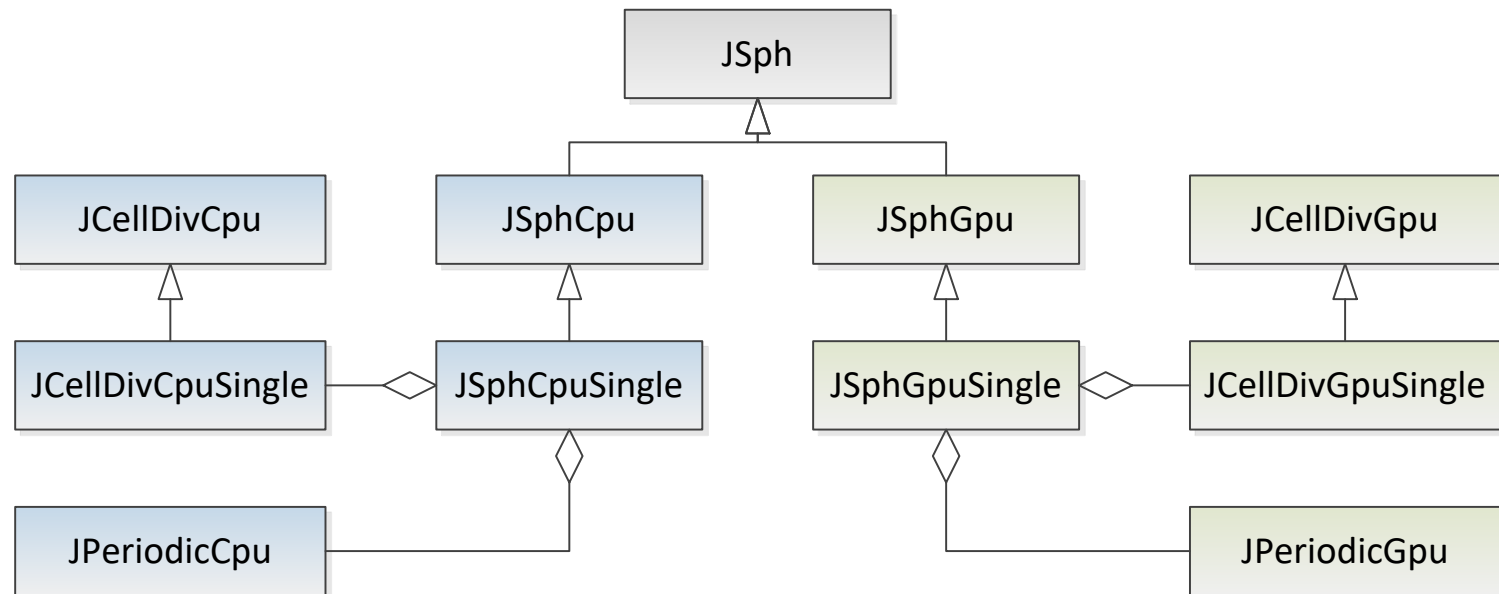 JSph
JCellDivCpu
JSphCpu
JSphGpu
JCellDivGpu
JCellDivCpuSingle
JSphCpuSingle
JSphGpuSingle
JCellDivGpuSingle
JPeriodicCpu
JPeriodicGpu